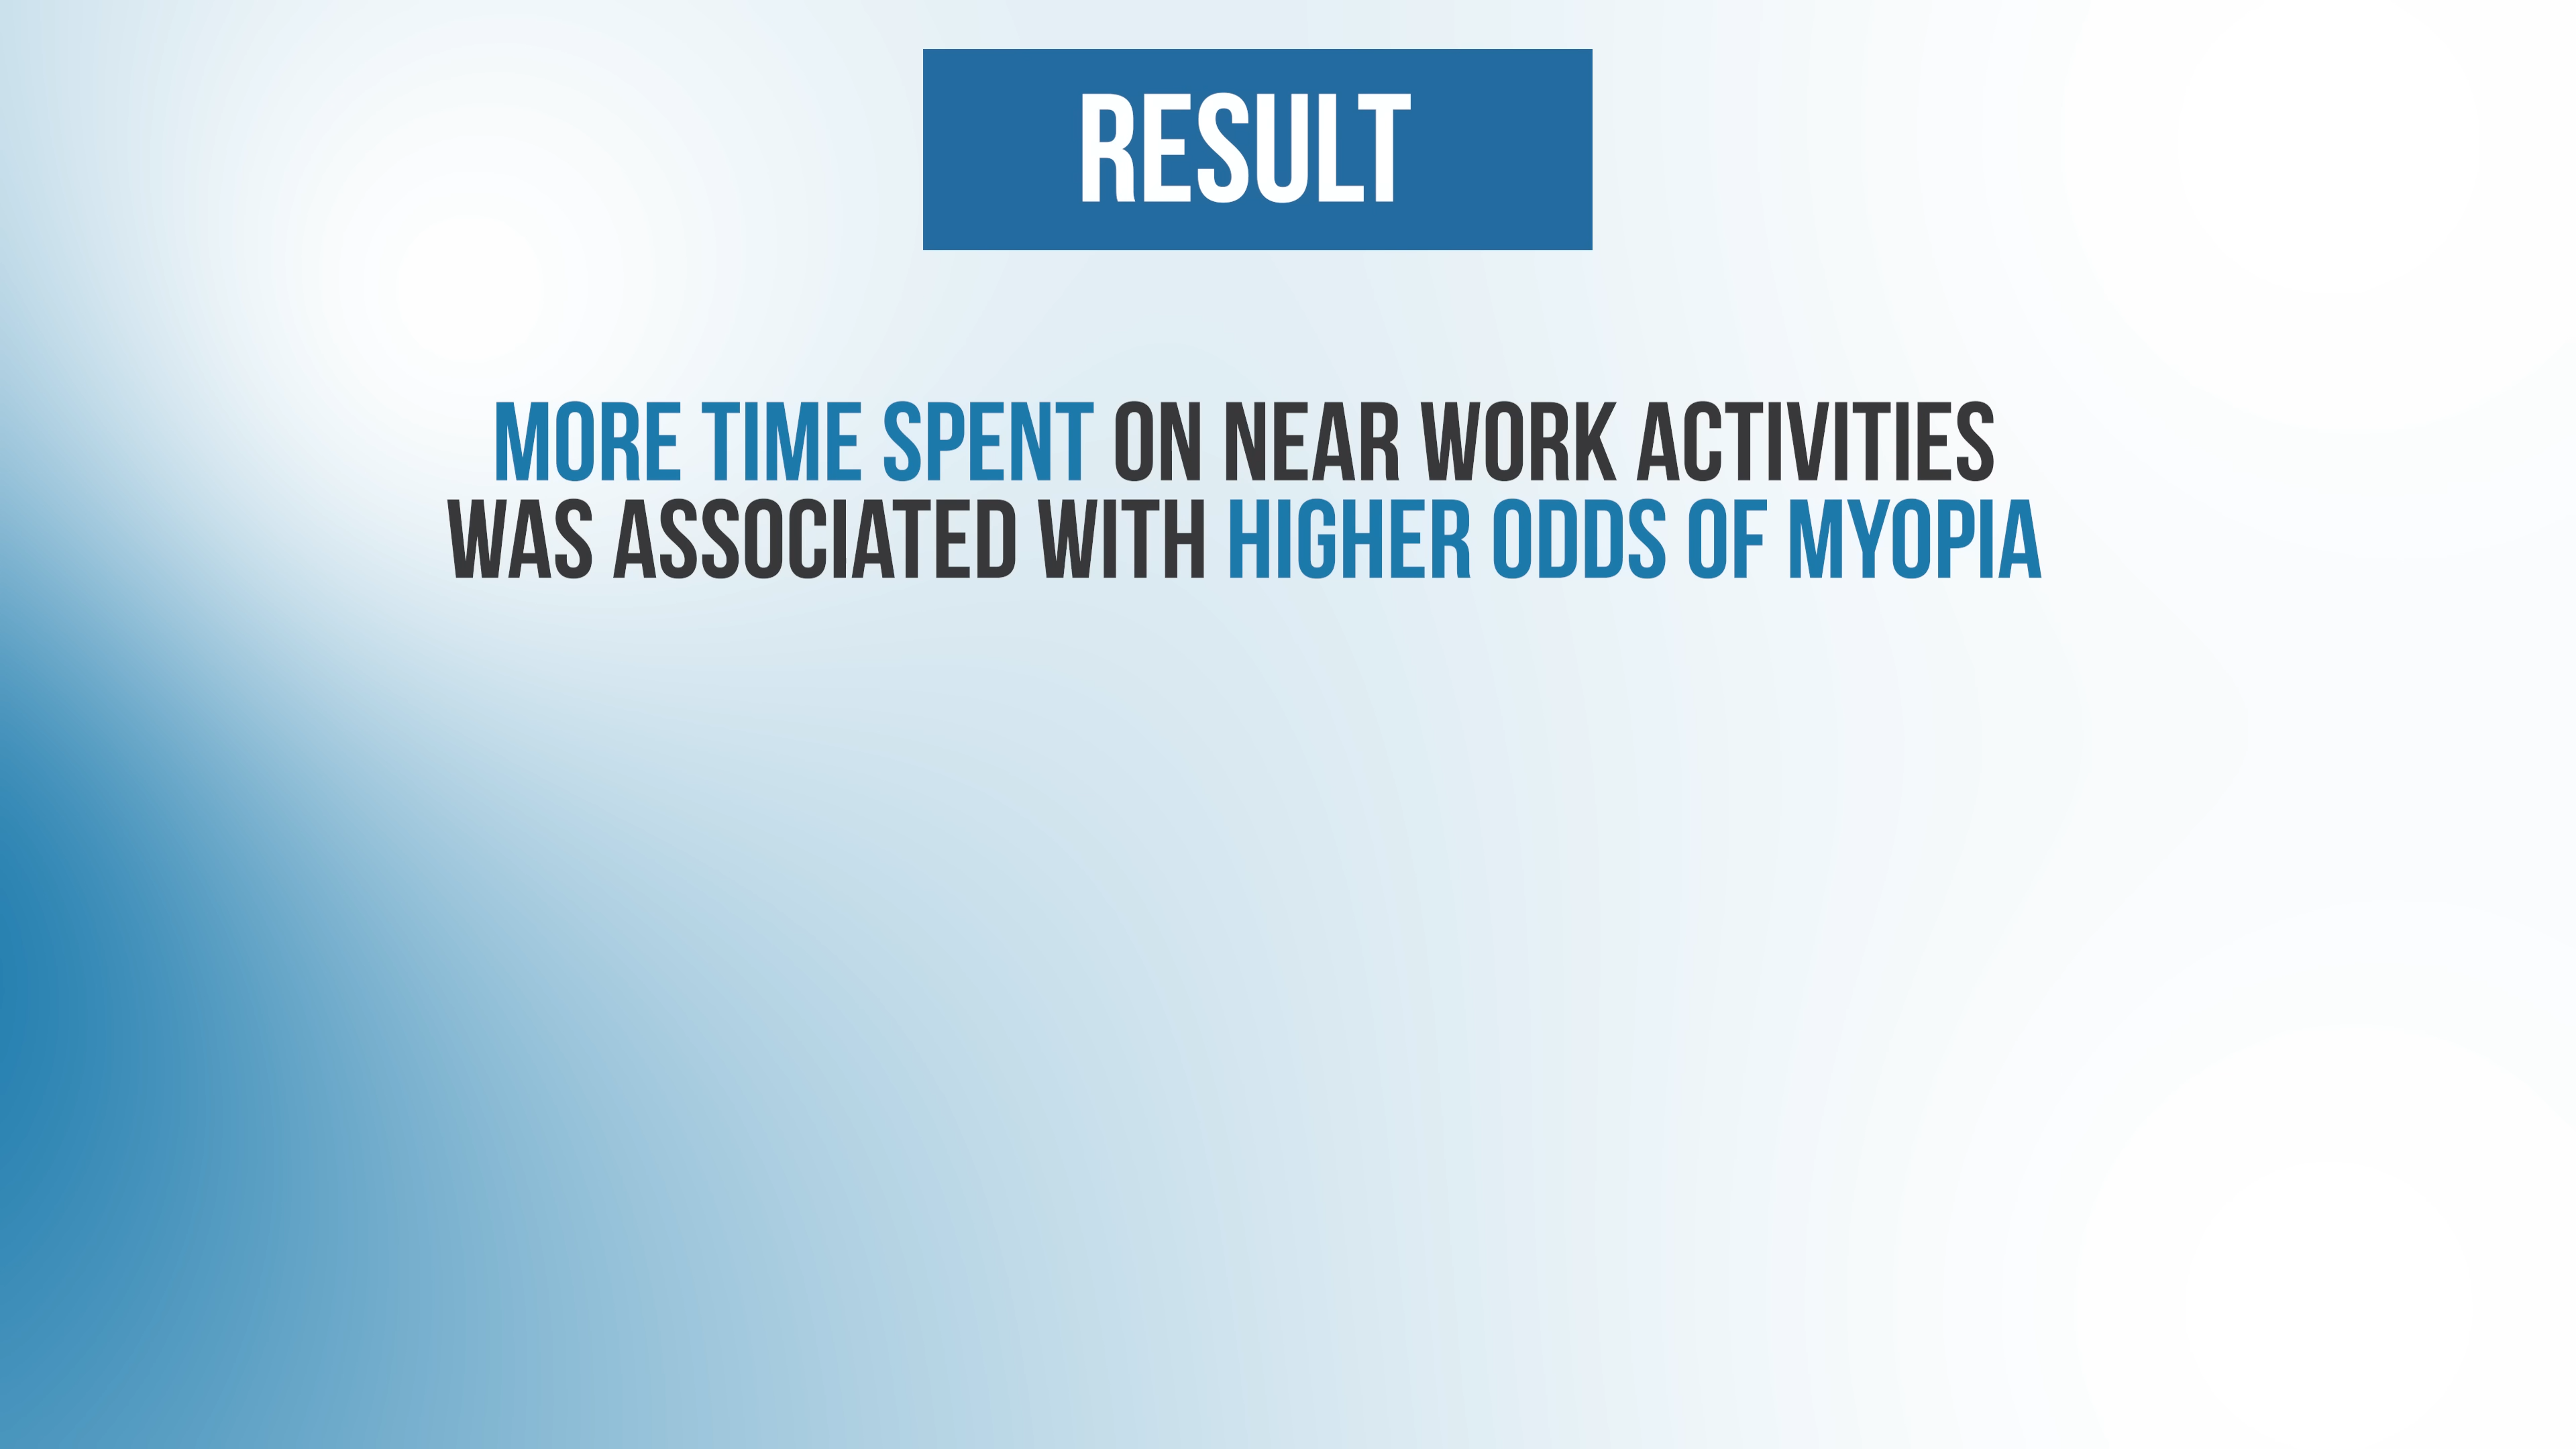 RESULT
MORE TIME SPENT ON NEAR WORK ACTIVITIES
WAS ASSOCIATED WITH HIGHER ODDS OF MYOPIA